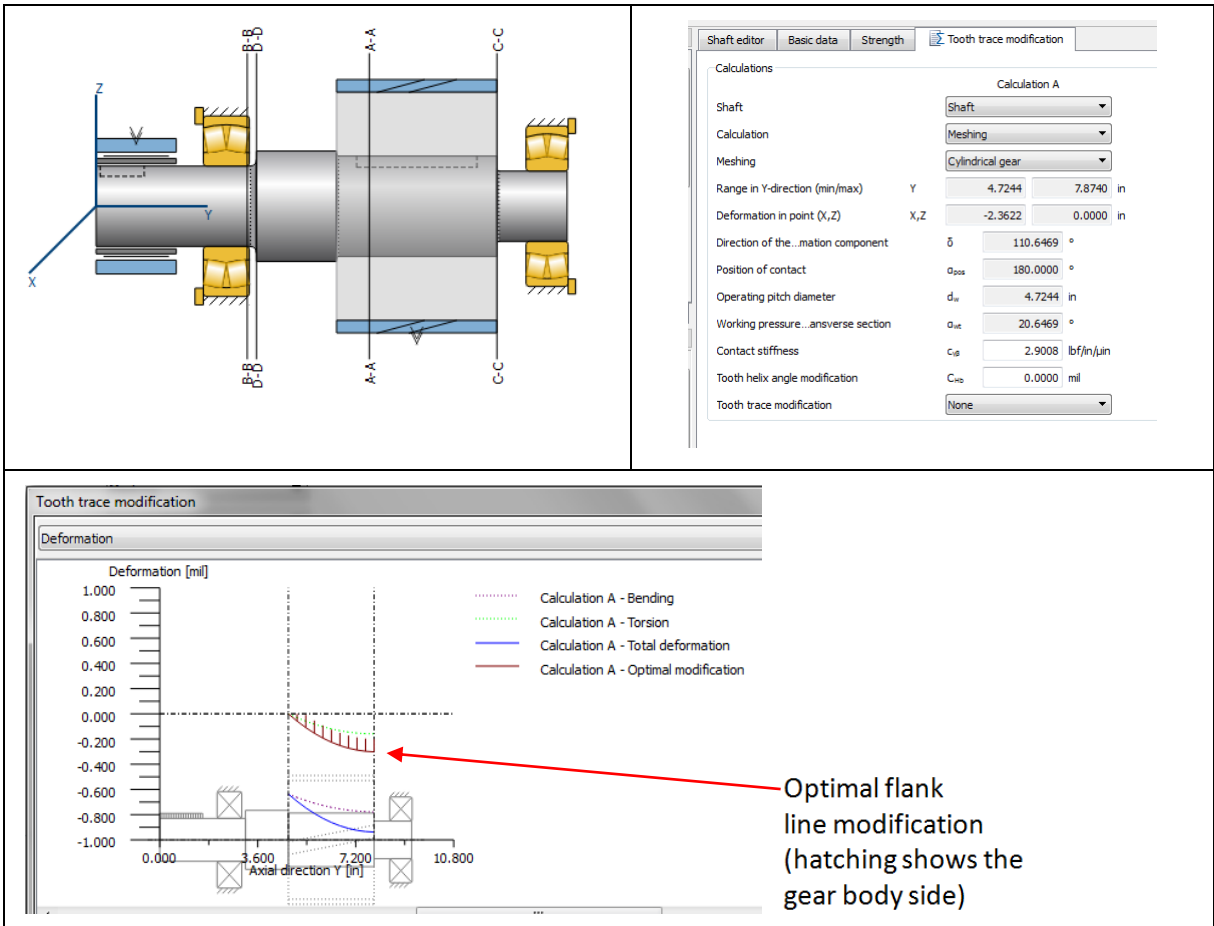 B-B
D-D
A-A
C-C
Z
Y
X
B-B
D-D
A-A
C-C
Shaft editor
Basic data
Strength
Tooth trace modification
Calculations
Calculation A
Shaft Shaft
Calculation Meshing
Meshing Cylindrical gear
Range in Y-direction (min/max) Y 4.7244 7.8740 in
Deformation in point (X,Z) X,Z -2.3622 0.0000 in
Direction of the...mation component δ 110.6469 °
Position of contact αpos 180.0000 °
Operating pitch diameter dw 4.7244 in
Working pressure...ansverse section αwt 20.6469 °
Contact stiffness cγβ 2.9008 lbf/in/µin
Tooth helix angle modification CHb 0.0000 mil
Tooth trace modification None
Tooth trace modification
Deformation
Deformation [mil]
1.000
0.800
0.600
0.400
0.200
0.000
-0.200
-0.400
-0.600
-0.800
-1.000
0.000 3.600 7.200 10.800
Axial direction Y [in]
Calculation A - Bending
Calculation A - Torsion
Calculation A - Total deformation
Calculation A - Optimal modification
Optimal flank
line modification
(hatching shows the
gear body side)